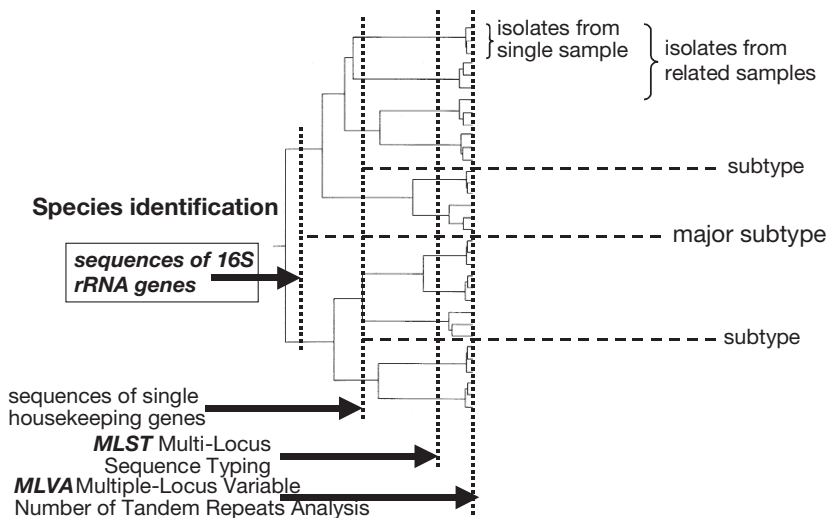 isolates from
single sample
isolates from
related samples
subtype
Species identification
major subtype
sequences of 16S
rRNA genes
subtype
sequences of single
housekeeping genes
MLST Multi-Locus
Sequence Typing
MLVA Multiple-Locus Variable
Number of Tandem Repeats Analysis